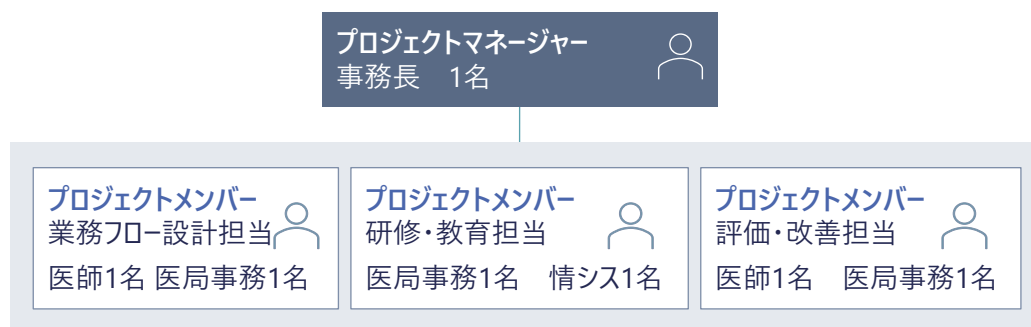 プロジェクトマネージャー
事務長　1名
プロジェクトメンバー
業務フロー設計担当
医師1名 医局事務1名
プロジェクトメンバー
研修・教育担当
医局事務1名　情シス1名
プロジェクトメンバー
評価・改善担当
医師1名　医局事務1名